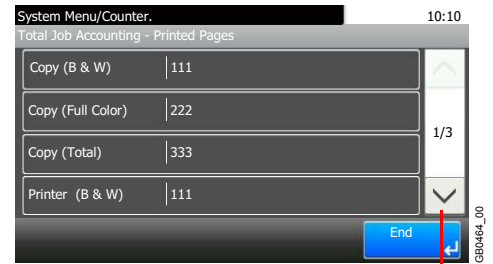 System Menu/Counter. 10:10
Total Job Accounting - Printed Pages
Copy (B & W) 111
Copy (Full Color) 222
1/3
Copy (Total) 333
Printer (B & W) 111
End
GB0464_00